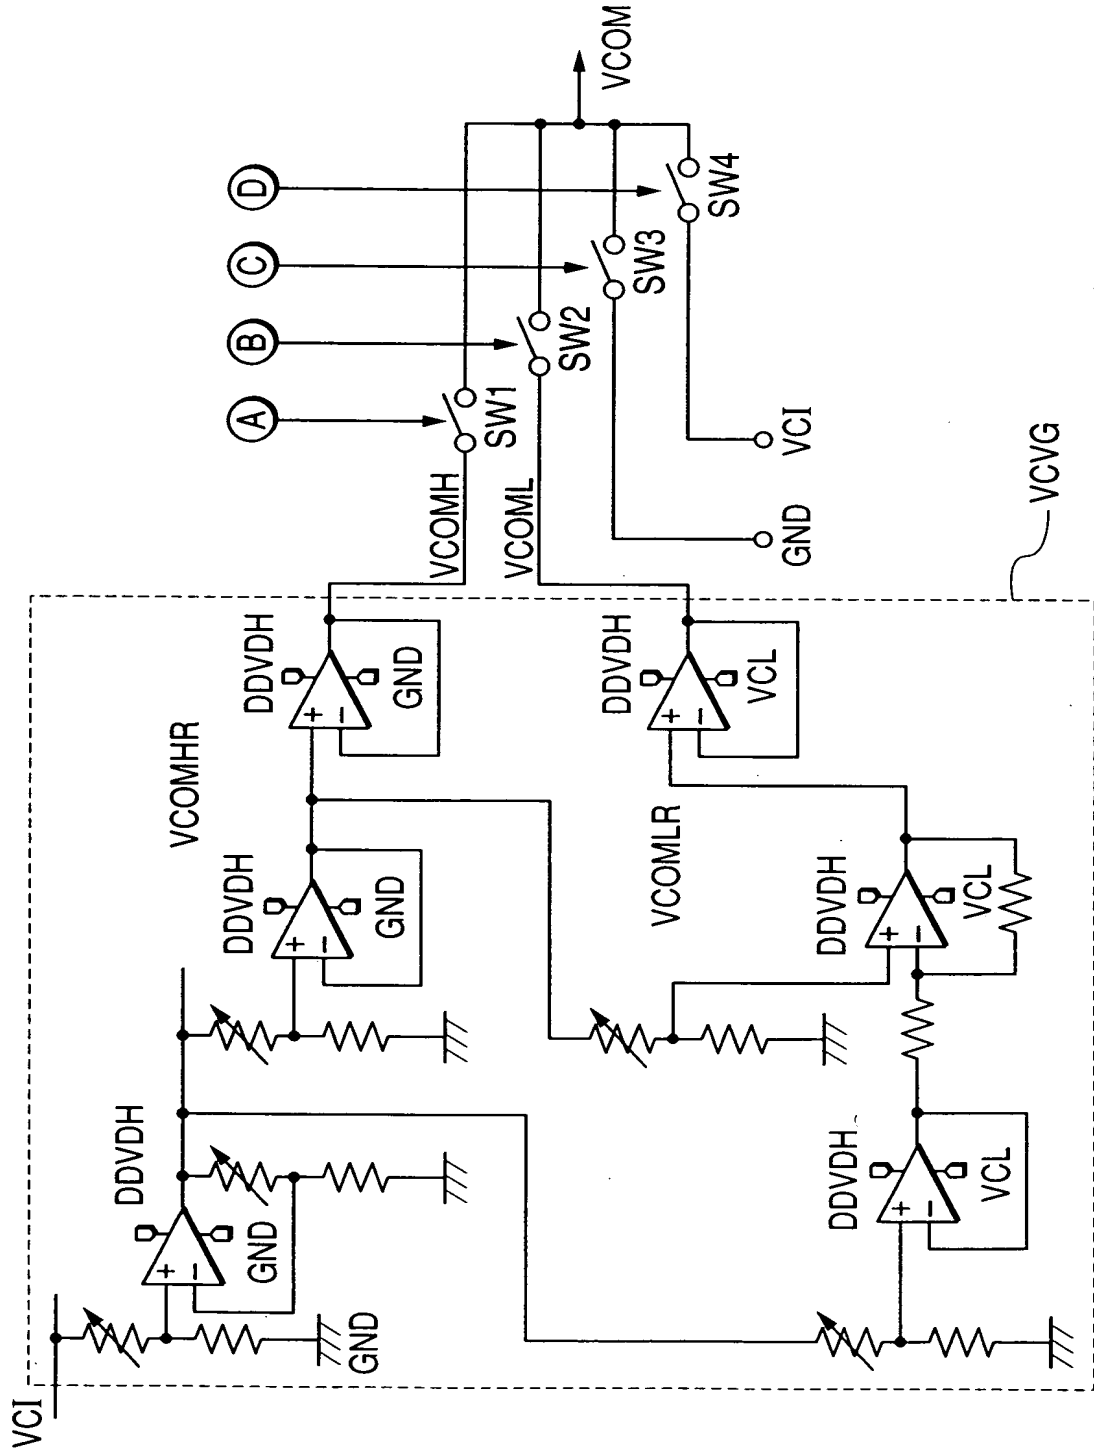 VCI
GND
DDVDH
GND
DDVDH
GND
VCOMHR
DDVDH
GND
VCOMH
VCOML
DDVDH
VCL
VCOMLR
DDVDH
VCL
DDVDH
VCL
VCVG
GND
VCI
A
B
C
D
SW1
SW2
SW3
SW4
VCOM
+
−
+
−
+
−
+
−
+
−
+
−